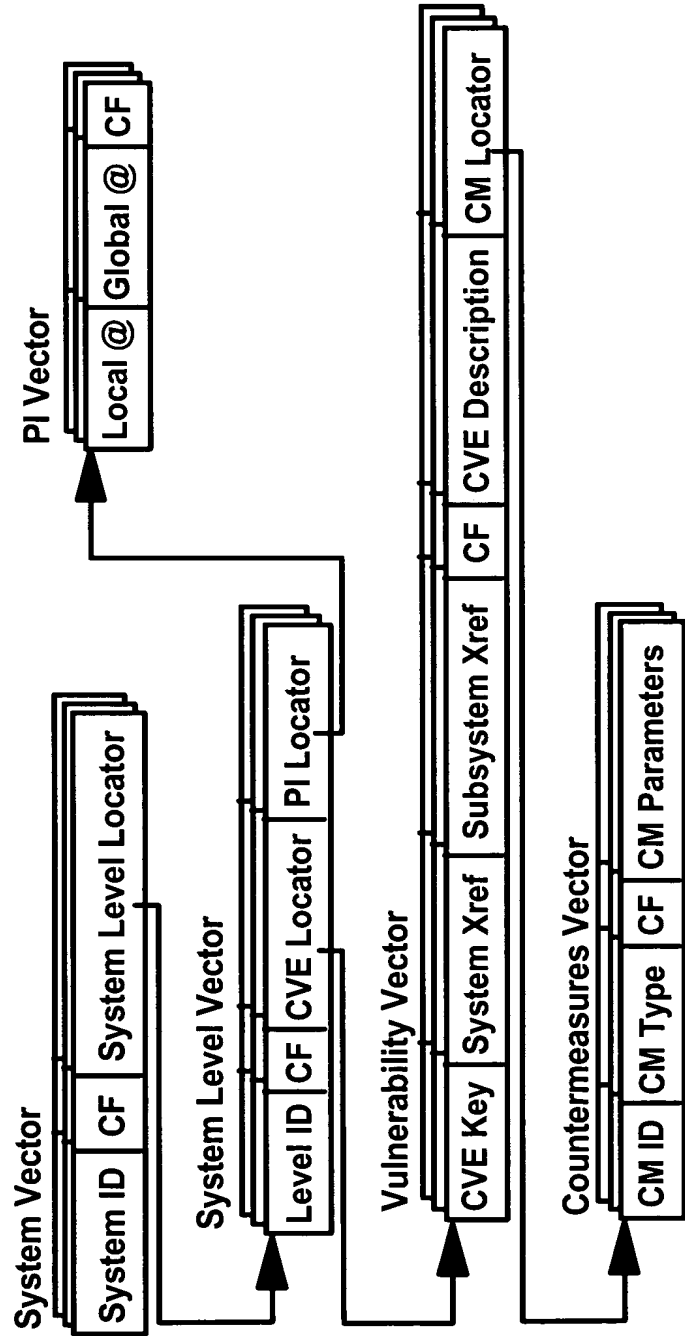 System Vector
System ID CF System Level Locator
PI Vector
Local @ Global @ CF
System Level Vector
Level ID CF CVE Locator PI Locator
Vulnerability Vector
CVE Key System Xref Subsystem Xref CF CVE Description CM Locator
Countermeasures Vector
CM ID CM Type CF CM Parameters